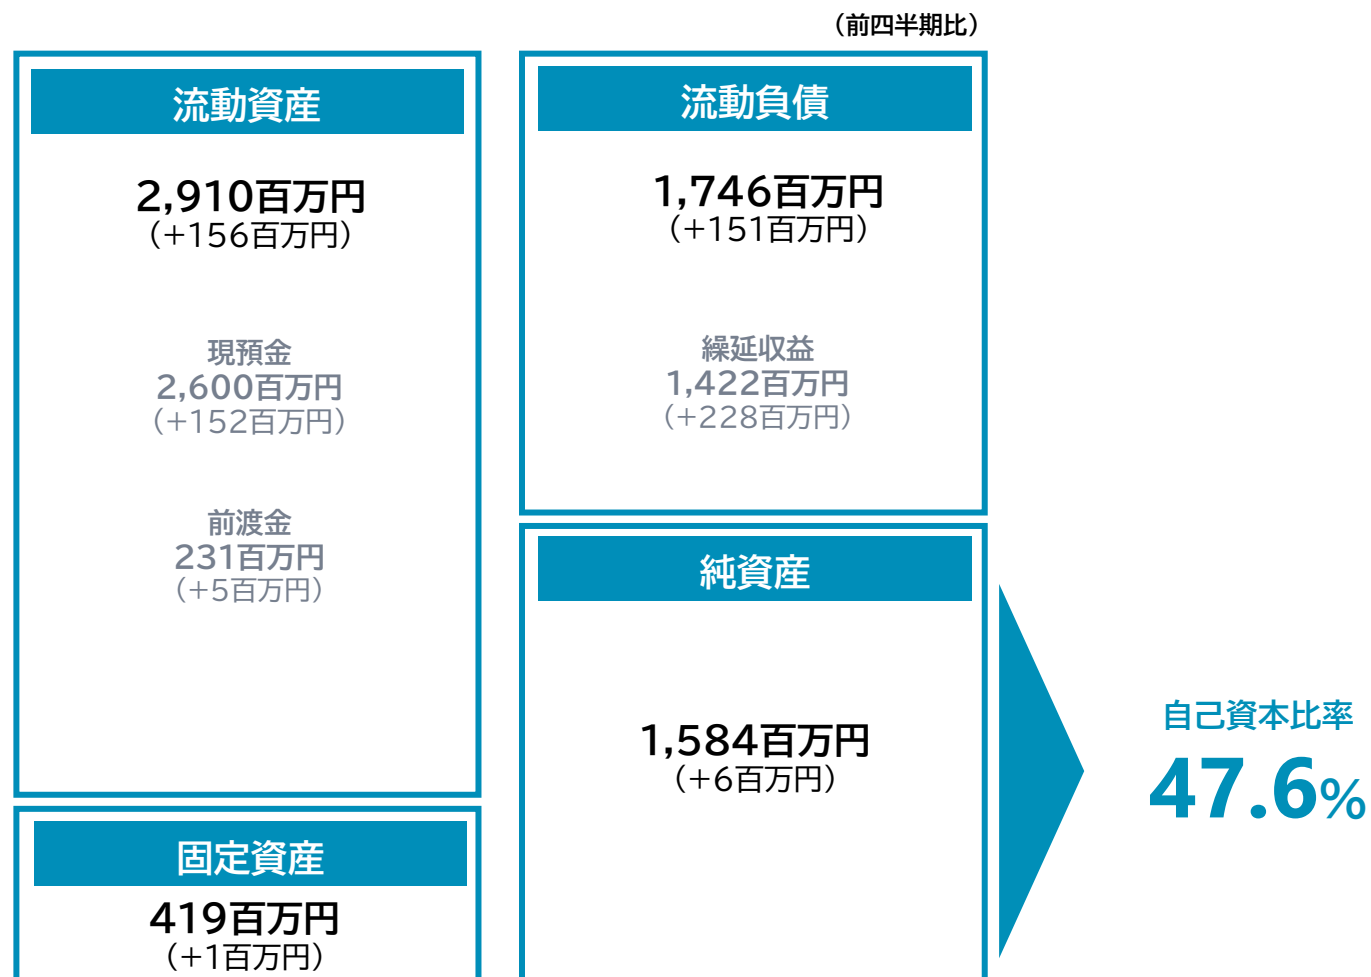 （前四半期比）
流動資産
2,910百万円
（+156百万円）
現預金
2,600百万円
（+152百万円）
前渡金
231百万円
（+5百万円）
固定資産
419百万円
（+1百万円）
流動負債
1,746百万円
（+151百万円）
繰延収益
1,422百万円
（+228百万円）
純資産
1,584百万円
（+6百万円）
自己資本比率
47.6%